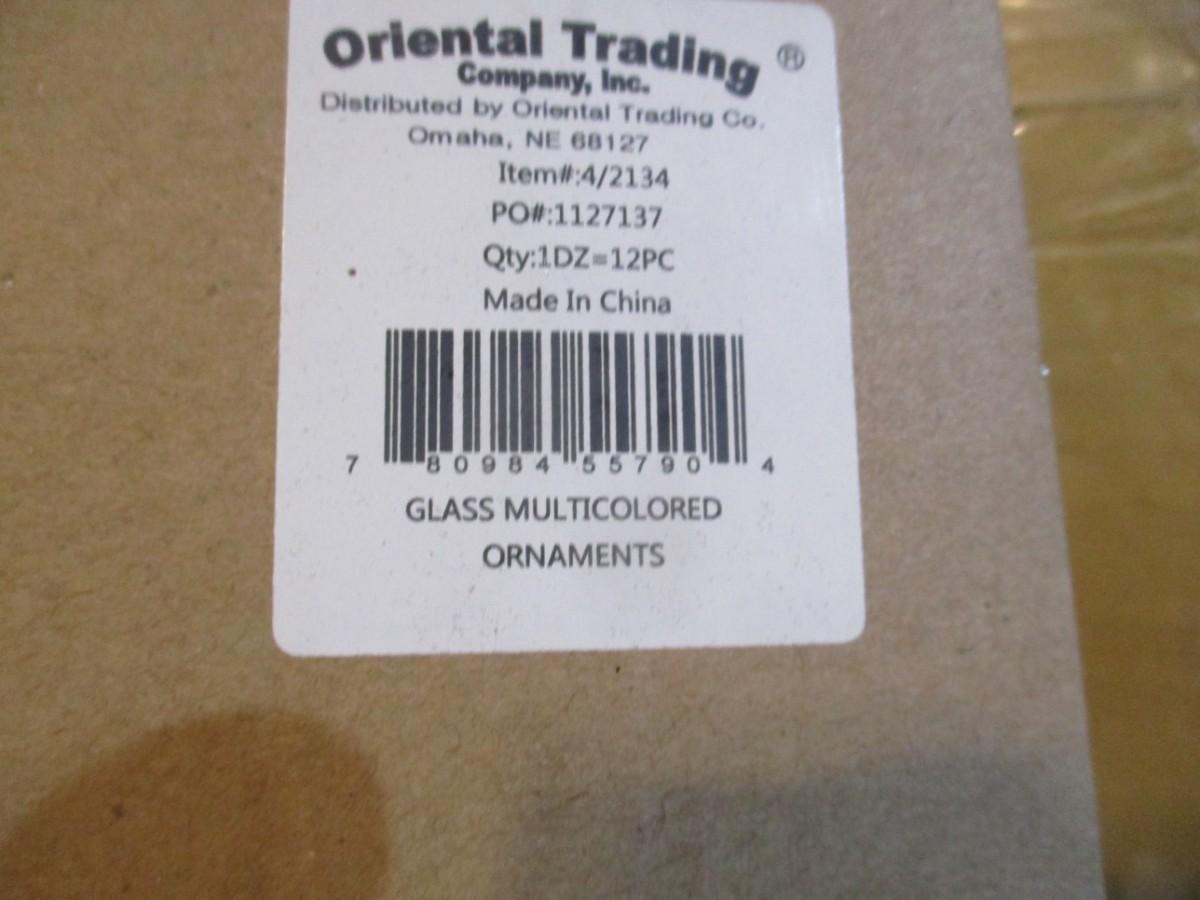 Oriental Trading ®
Company, Inc.
Distributed by Oriental Trading Co.
Omaha, NE 68127
Item#:4/2134
PO#:1127137
Qty:1DZ=12PC
Made In China
7 80984 55790 4
GLASS MULTICOLORED
ORNAMENTS